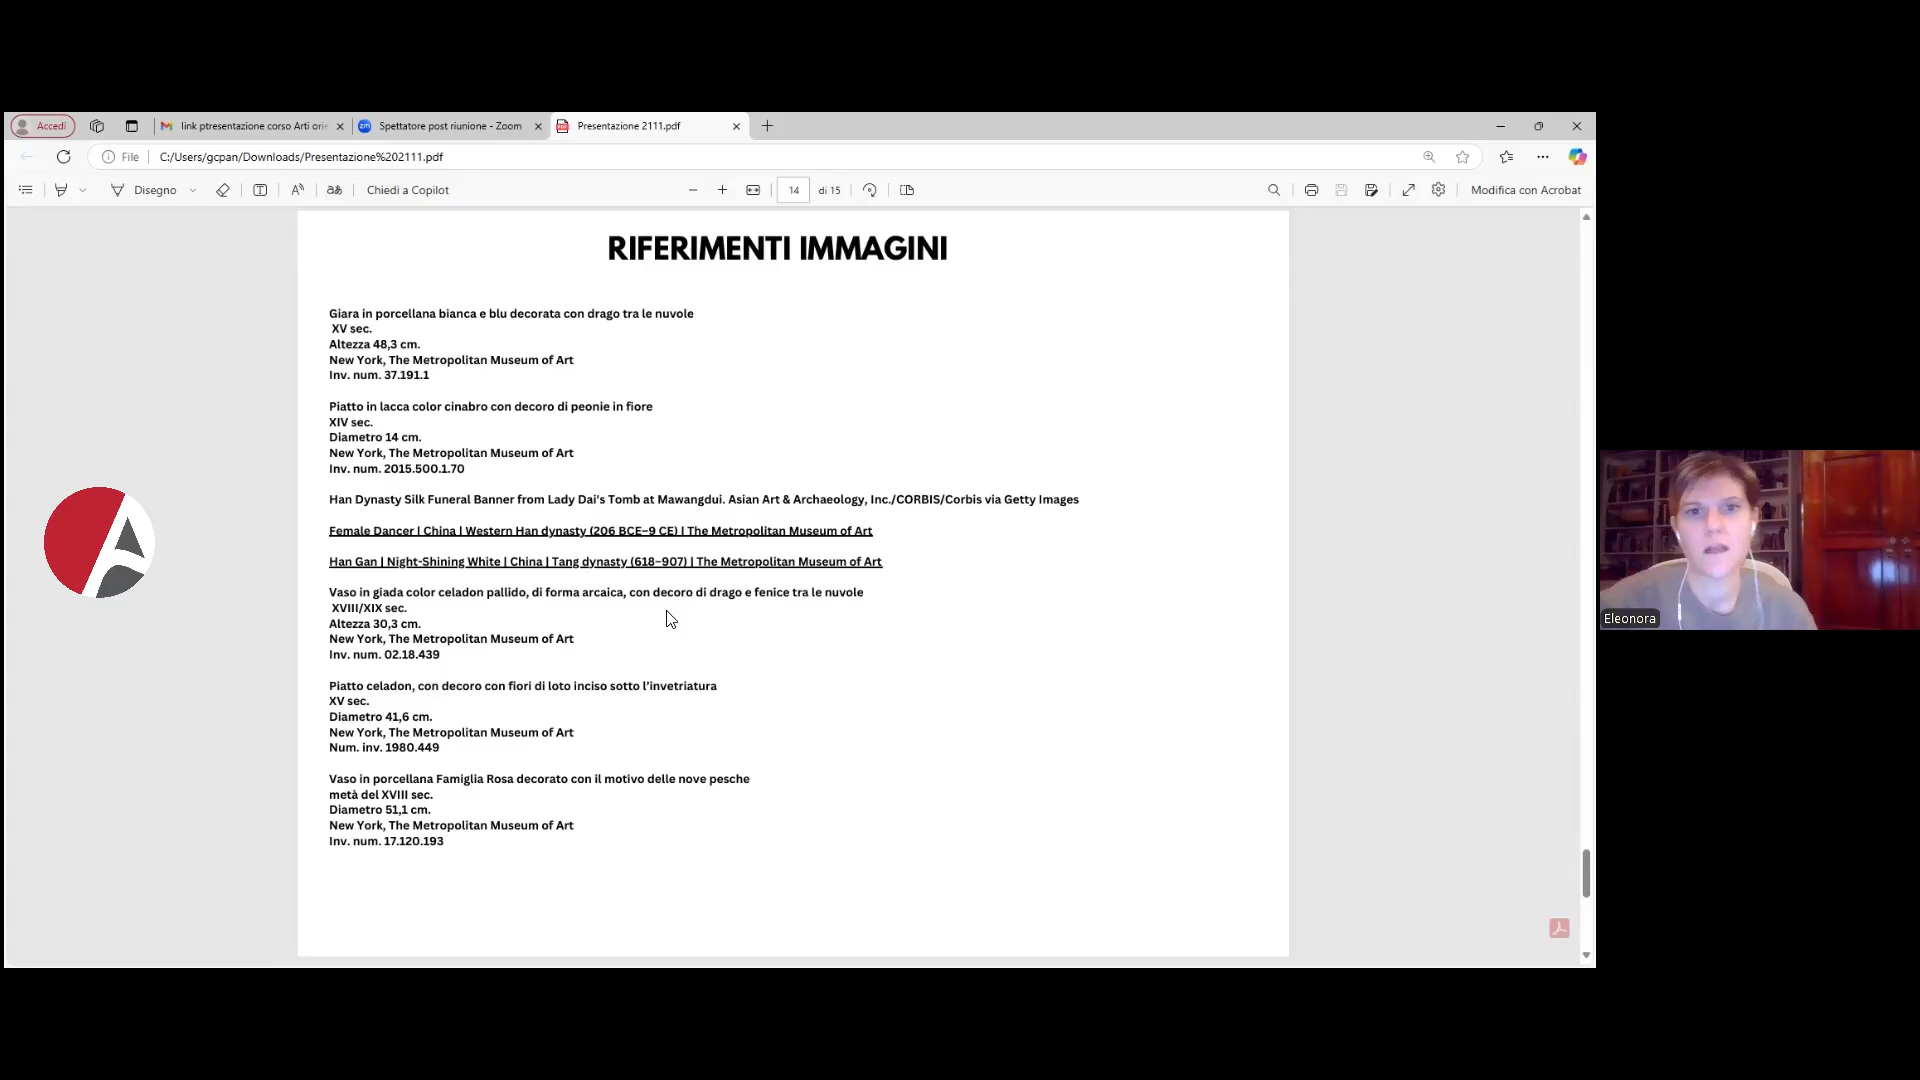 Accedi
link ptresentazione corso Arti orie
Spettatore post riunione - Zoom
Presentazione 2111.pdf
File
C:/Users/gcpan/Downloads/Presentazione%202111.pdf
Disegno
Chiedi a Copilot
14
di 15
Modifica con Acrobat
RIFERIMENTI IMMAGINI
Giara in porcellana bianca e blu decorata con drago tra le nuvole
XV sec.
Altezza 48,3 cm.
New York, The Metropolitan Museum of Art
Inv. num. 37.191.1
Piatto in lacca color cinabro con decoro di peonie in fiore
XIV sec.
Diametro 14 cm.
New York, The Metropolitan Museum of Art
Inv. num. 2015.500.1.70
Han Dynasty Silk Funeral Banner from Lady Dai's Tomb at Mawangdui. Asian Art & Archaeology, Inc./CORBIS/Corbis via Getty Images
Female Dancer | China | Western Han dynasty (206 BCE–9 CE) | The Metropolitan Museum of Art
Han Gan | Night-Shining White | China | Tang dynasty (618–907) | The Metropolitan Museum of Art
Vaso in giada color celadon pallido, di forma arcaica, con decoro di drago e fenice tra le nuvole
XVIII/XIX sec.
Altezza 30,3 cm.
New York, The Metropolitan Museum of Art
Inv. num. 02.18.439
Piatto celadon, con decoro con fiori di loto inciso sotto l'invetriatura
XV sec.
Diametro 41,6 cm.
New York, The Metropolitan Museum of Art
Num. inv. 1980.449
Vaso in porcellana Famiglia Rosa decorato con il motivo delle nove pesche
metà del XVIII sec.
Diametro 51,1 cm.
New York, The Metropolitan Museum of Art
Inv. num. 17.120.193
Eleonora